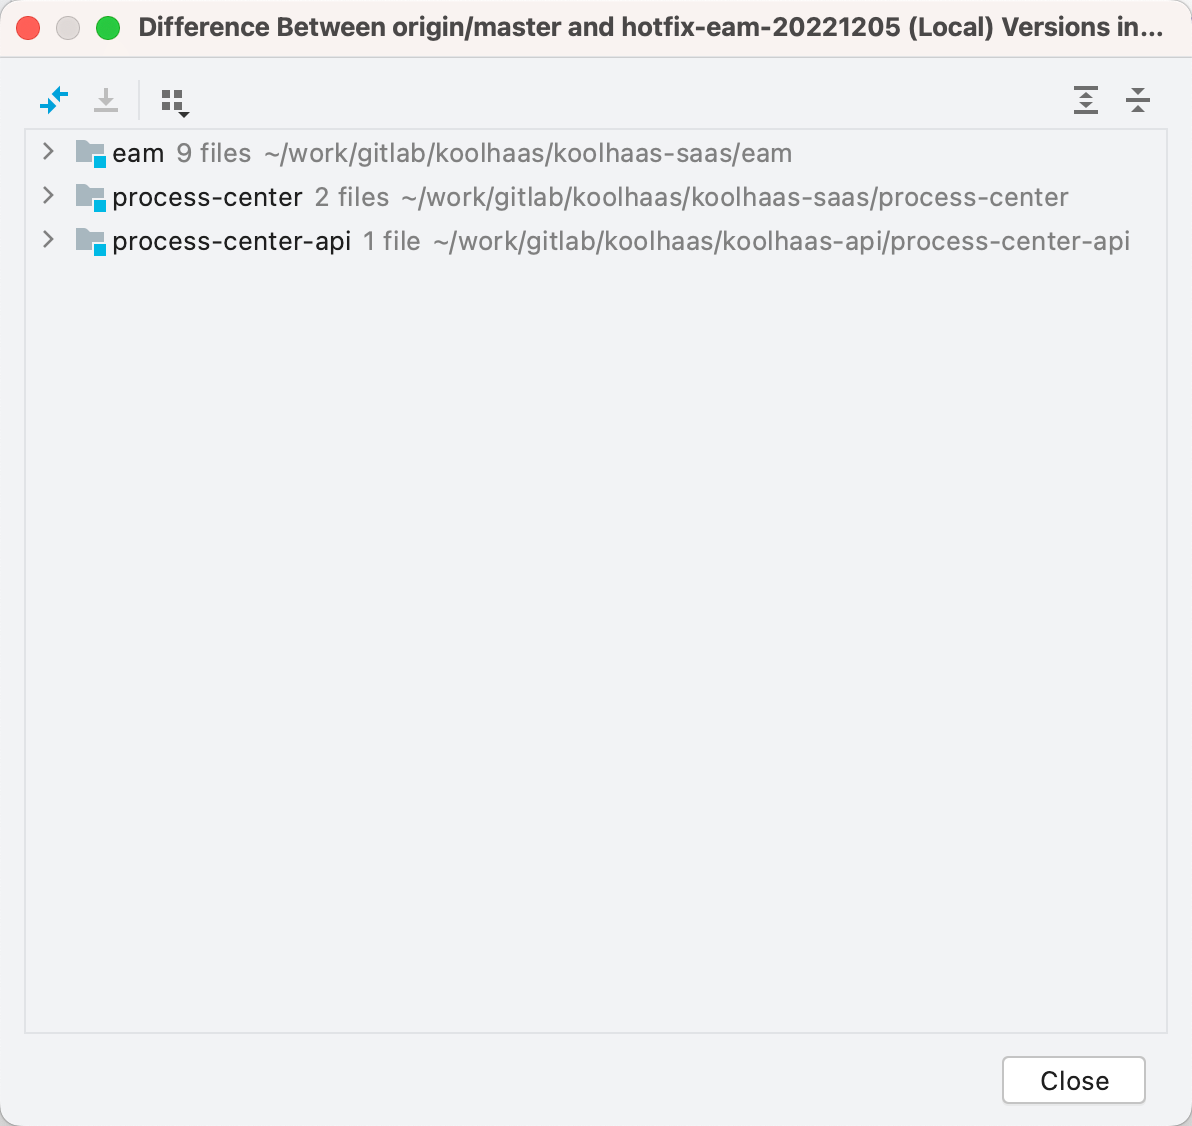 Difference Between origin/master and hotfix-eam-20221205 (Local) Versions in...
eam 9 files ~/work/gitlab/koolhaas/koolhaas-saas/eam
process-center 2 files ~/work/gitlab/koolhaas/koolhaas-saas/process-center
process-center-api 1 file ~/work/gitlab/koolhaas/koolhaas-api/process-center-api
Close